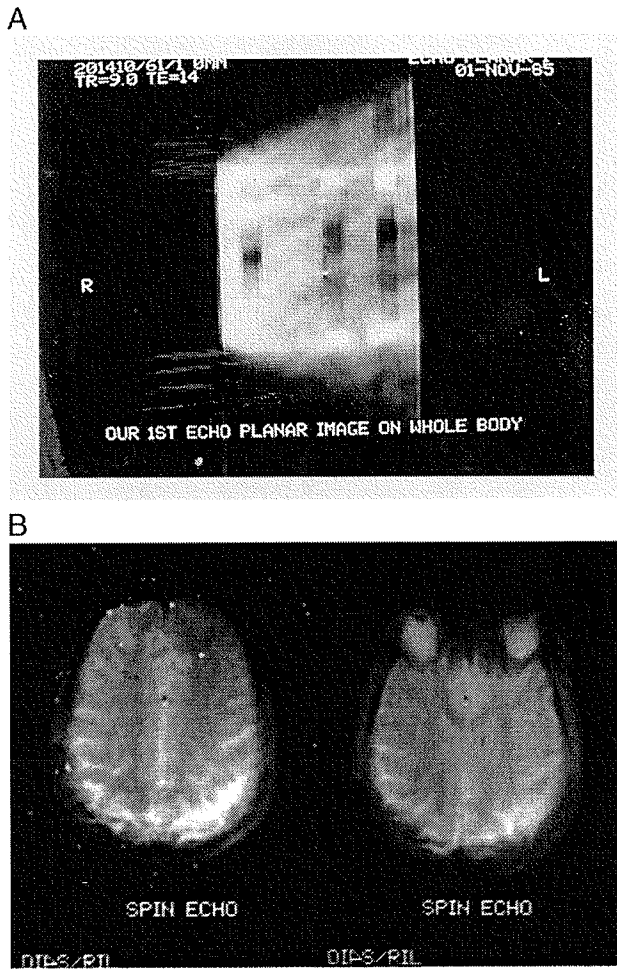 A
201410/61/1 0MM
TR=9.0 TE=14
01-NOV-85
R
L
OUR 1ST ECHO PLANAR IMAGE ON WHOLE BODY
B
SPIN ECHO
SPIN ECHO